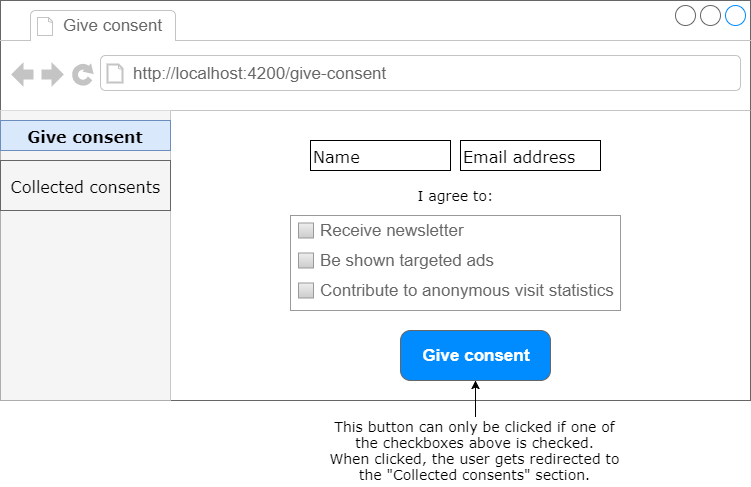 Give consent
http://localhost:4200/give-consent
Give consent
Collected consents
Name
Email address
I agree to:
Receive newsletter
Be shown targeted ads
Contribute to anonymous visit statistics
Give consent
This button can only be clicked if one of
the checkboxes above is checked.
When clicked, the user gets redirected to
the "Collected consents" section.